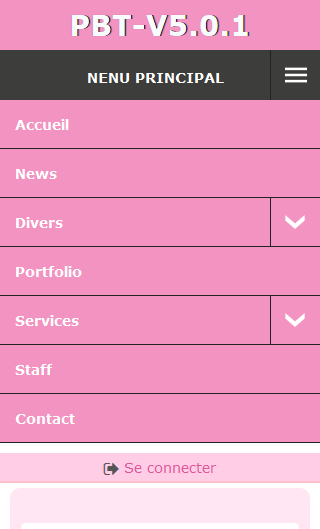 PBT-V5.0.1
NENU PRINCIPAL
Accueil
News
Divers
Portfolio
Services
Staff
Contact
Se connecter